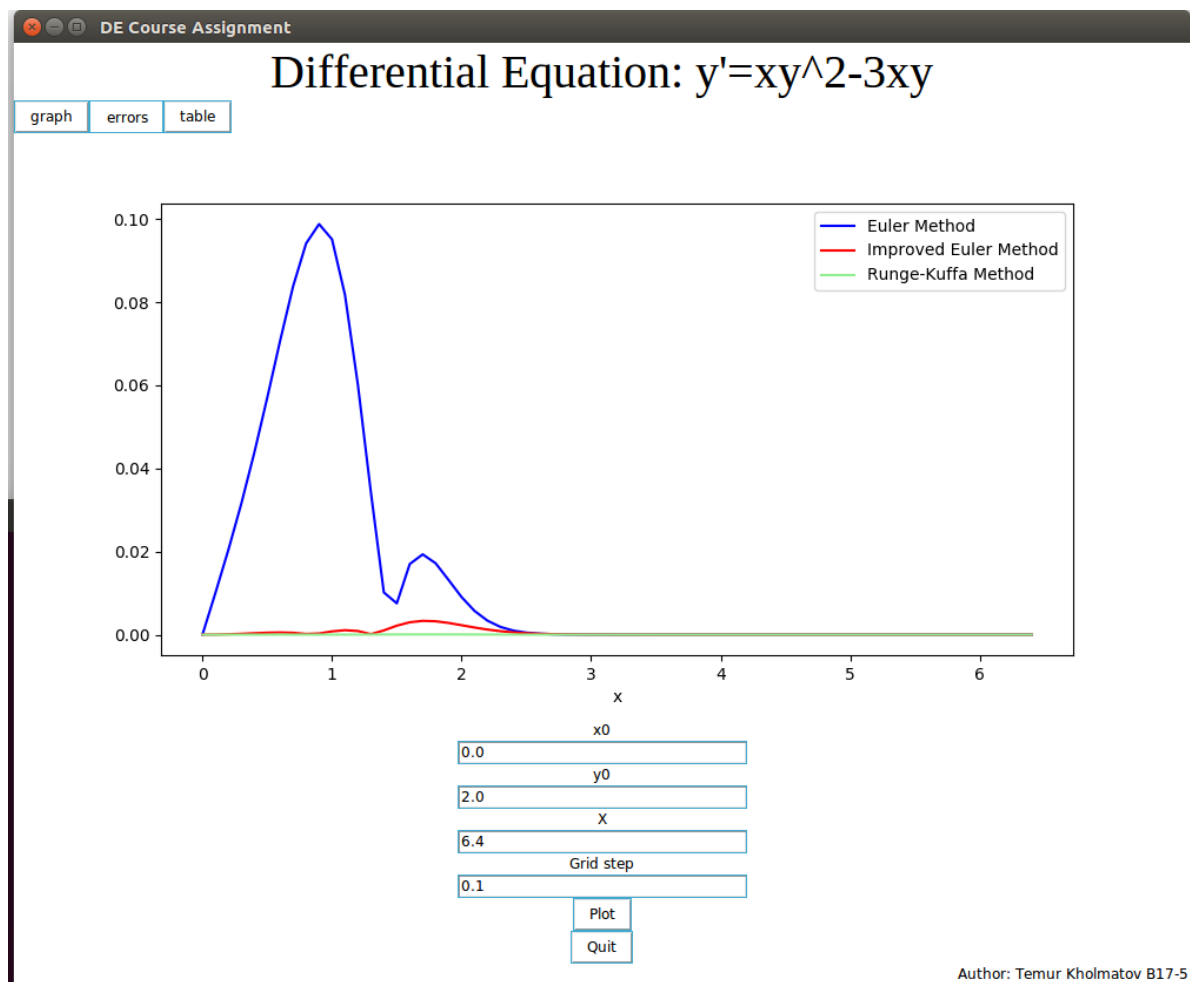 DE Course Assignment
Differential Equation: y'=xy^2-3xy
graph errors table
0.10
0.08
0.06
0.04
0.02
0.00
Euler Method
Improved Euler Method
Runge-Kuffa Method
0 1 2 3 4 5 6
x
x0
0.0
y0
2.0
X
6.4
Grid step
0.1
Plot
Quit
Author: Temur Kholmatov B17-5